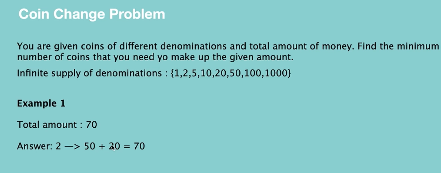 Coin Change Problem
You are given coins of different denominations and total amount of money. Find the minimum
number of coins that you need yo make up the given amount.
Infinite supply of denominations : {1,2,5,10,20,50,100,1000}
Example 1
Total amount : 70
Answer: 2 —> 50 + 20 = 70